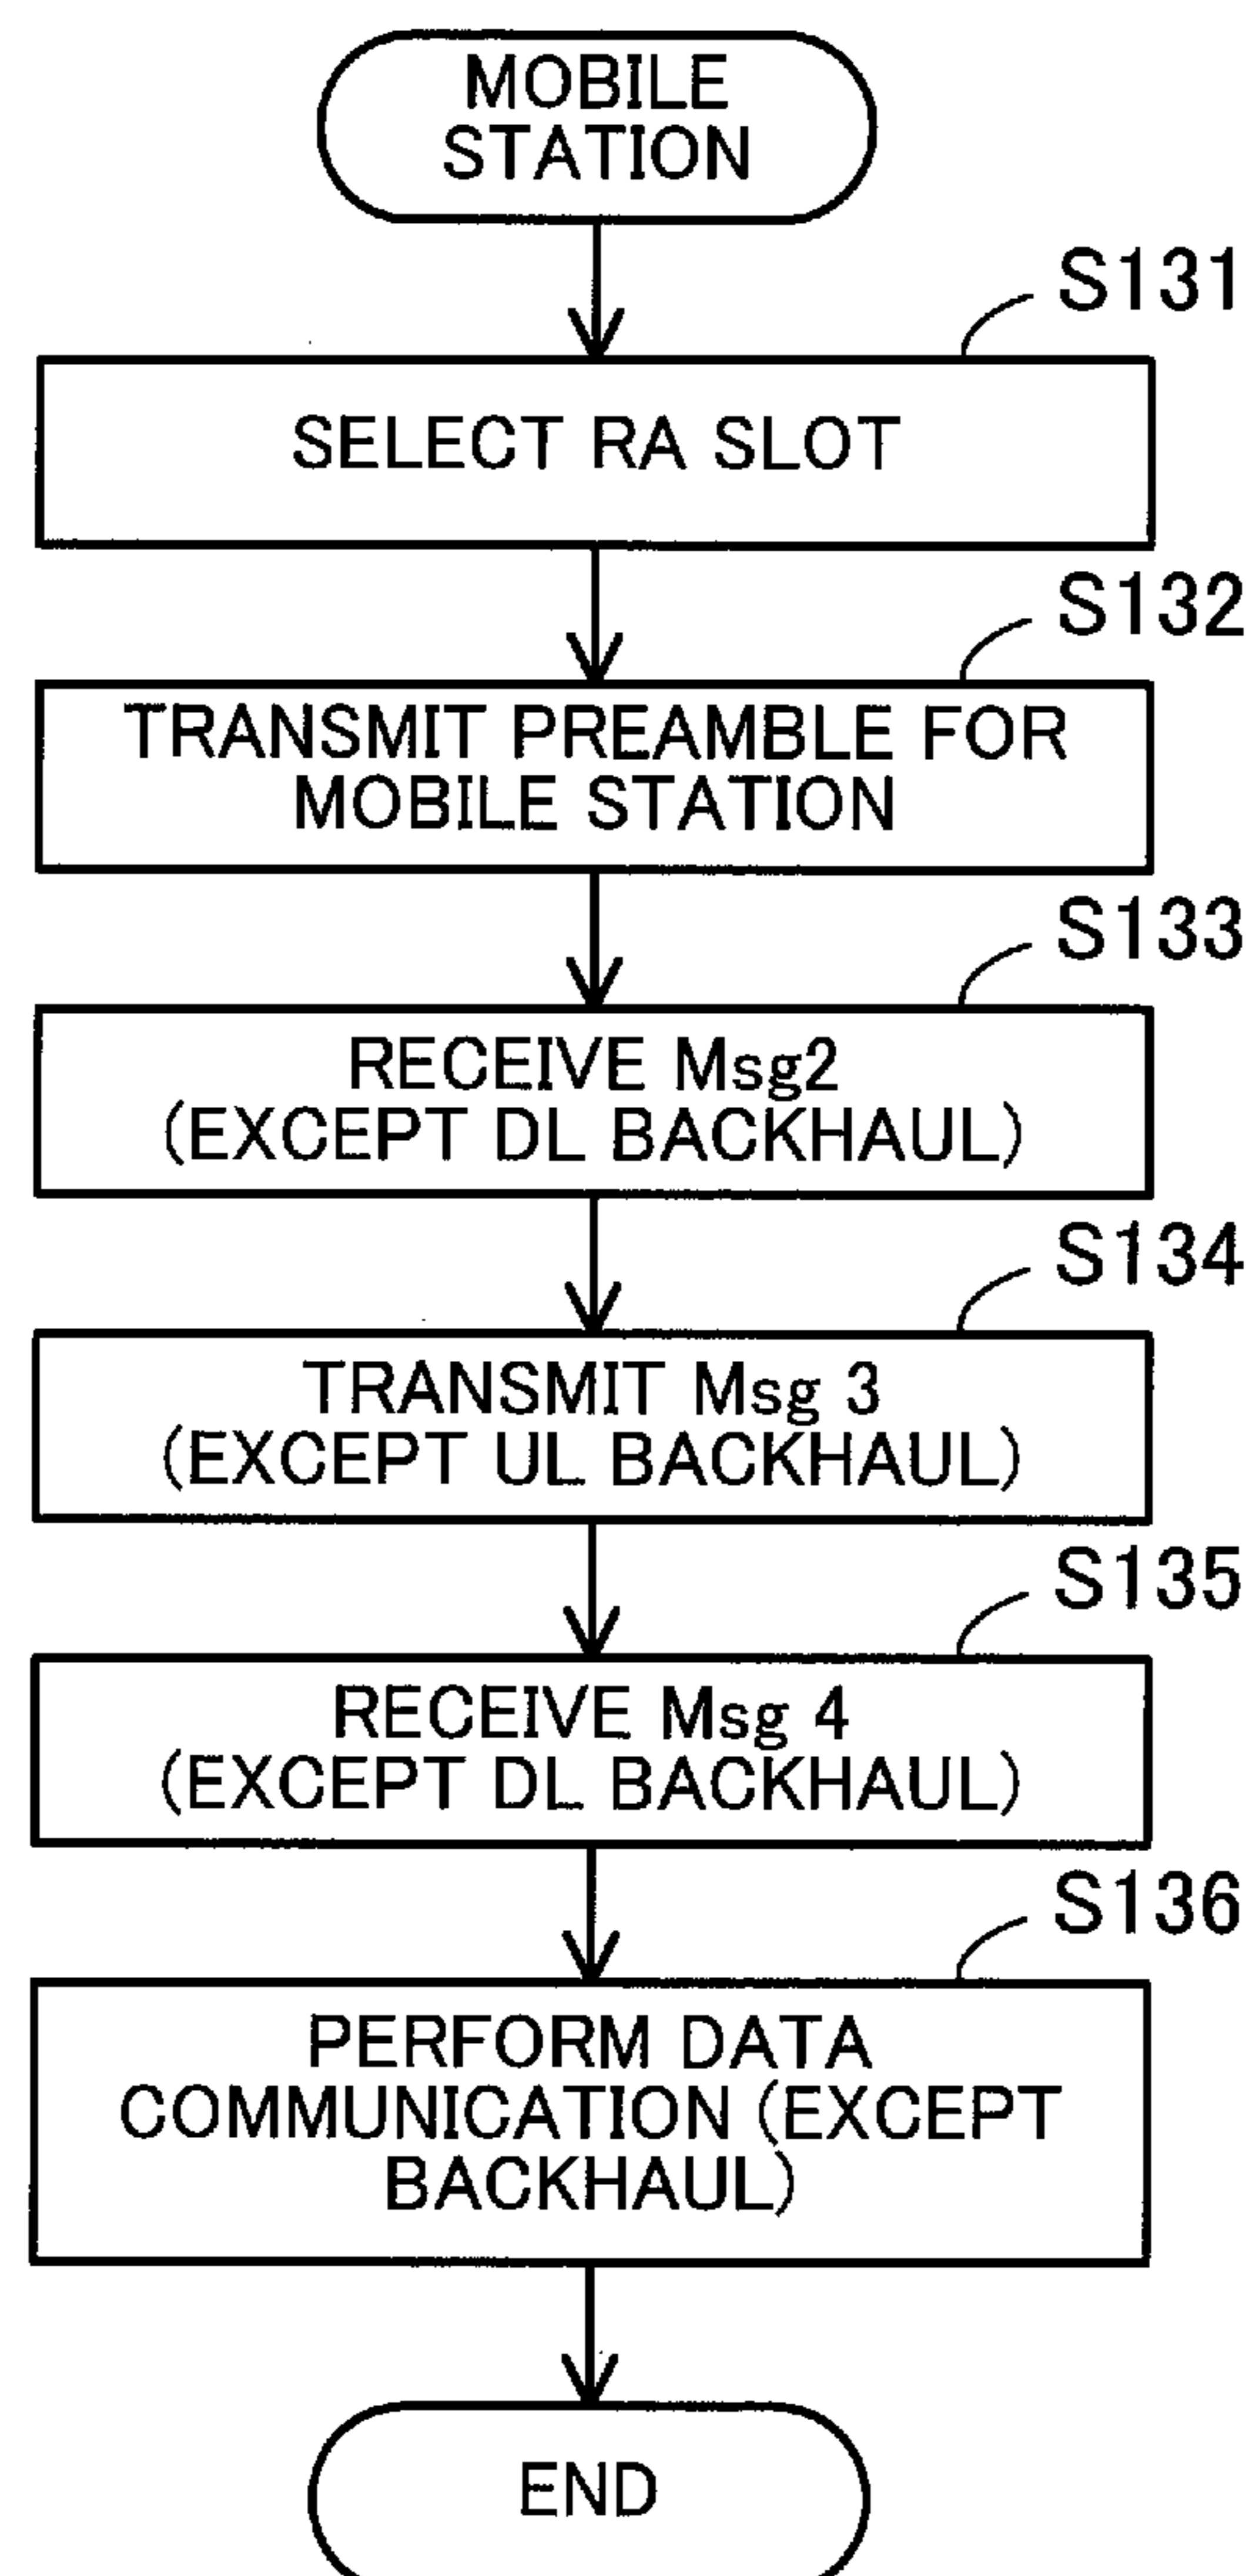 MOBILE
STATION
S131
SELECT RA SLOT
S132
TRANSMIT PREAMBLE FOR
MOBILE STATION
S133
RECEIVE Msg2
(EXCEPT DL BACKHAUL)
S134
TRANSMIT Msg 3
(EXCEPT UL BACKHAUL)
S135
RECEIVE Msg 4
(EXCEPT DL BACKHAUL)
S136
PERFORM DATA
COMMUNICATION (EXCEPT
BACKHAUL)
END